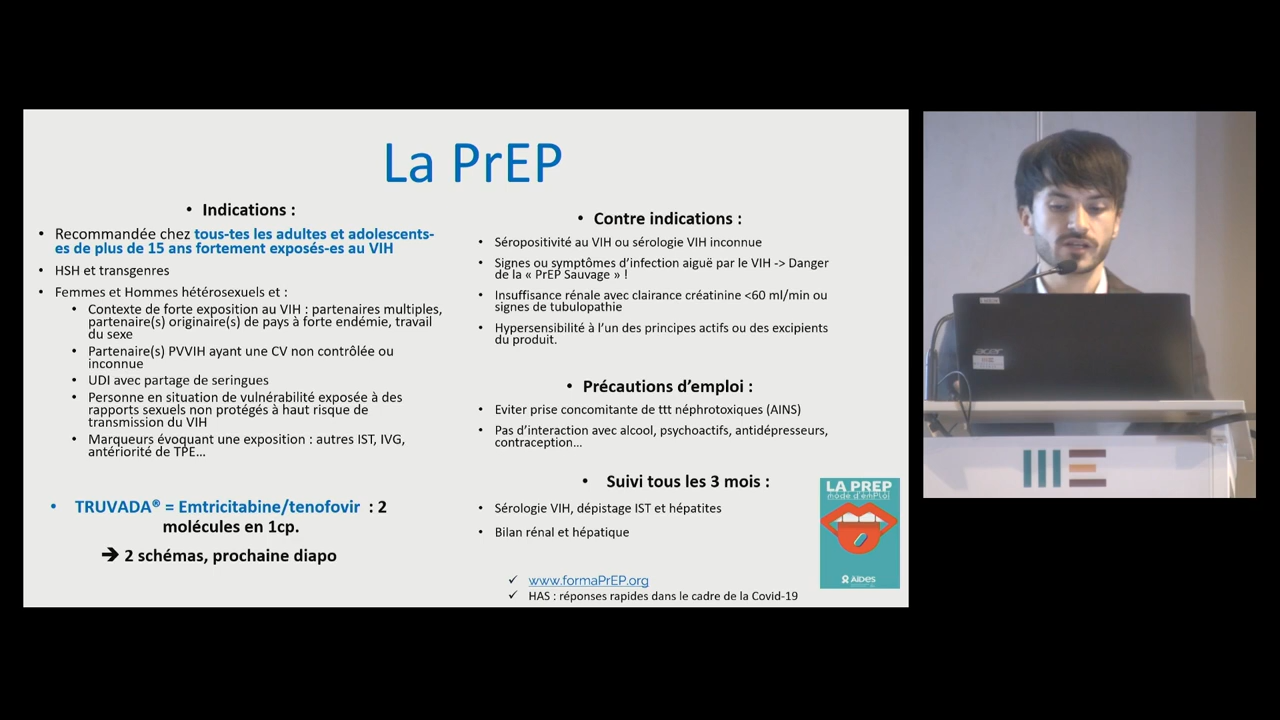 La PrEP
• Indications :
• Recommandée chez tous-tes les adultes et adolescents-
es de plus de 15 ans fortement exposés-es au VIH
• HSH et transgenres
• Femmes et Hommes hétérosexuels et :
• Contexte de forte exposition au VIH : partenaires multiples,
partenaire(s) originaire(s) de pays à forte endémie, travail
du sexe
• Partenaire(s) PVVIH ayant une CV non contrôlée ou
inconnue
• UDI avec partage de seringues
• Personne en situation de vulnérabilité exposée à des
rapports sexuels non protégés à haut risque de
transmission du VIH
• Marqueurs évoquant une exposition : autres IST, IVG,
antériorité de TPE…
• TRUVADA® = Emtricitabine/tenofovir : 2
molécules en 1cp.
➔ 2 schémas, prochaine diapo
• Contre indications :
• Séropositivité au VIH ou sérologie VIH inconnue
• Signes ou symptômes d’infection aiguë par le VIH -> Danger
de la « PrEP Sauvage » !
• Insuffisance rénale avec clairance créatinine <60 ml/min ou
signes de tubulopathie
• Hypersensibilité à l’un des principes actifs ou des excipients
du produit.
• Précautions d’emploi :
• Eviter prise concomitante de ttt néphrotoxiques (AINS)
• Pas d’interaction avec alcool, psychoactifs, antidépresseurs,
contraception…
• Suivi tous les 3 mois :
• Sérologie VIH, dépistage IST et hépatites
• Bilan rénal et hépatique
✓ www.formaPrEP.org
✓ HAS : réponses rapides dans le cadre de la Covid-19
LA PREP
mode d'emploi
AIDES
acer